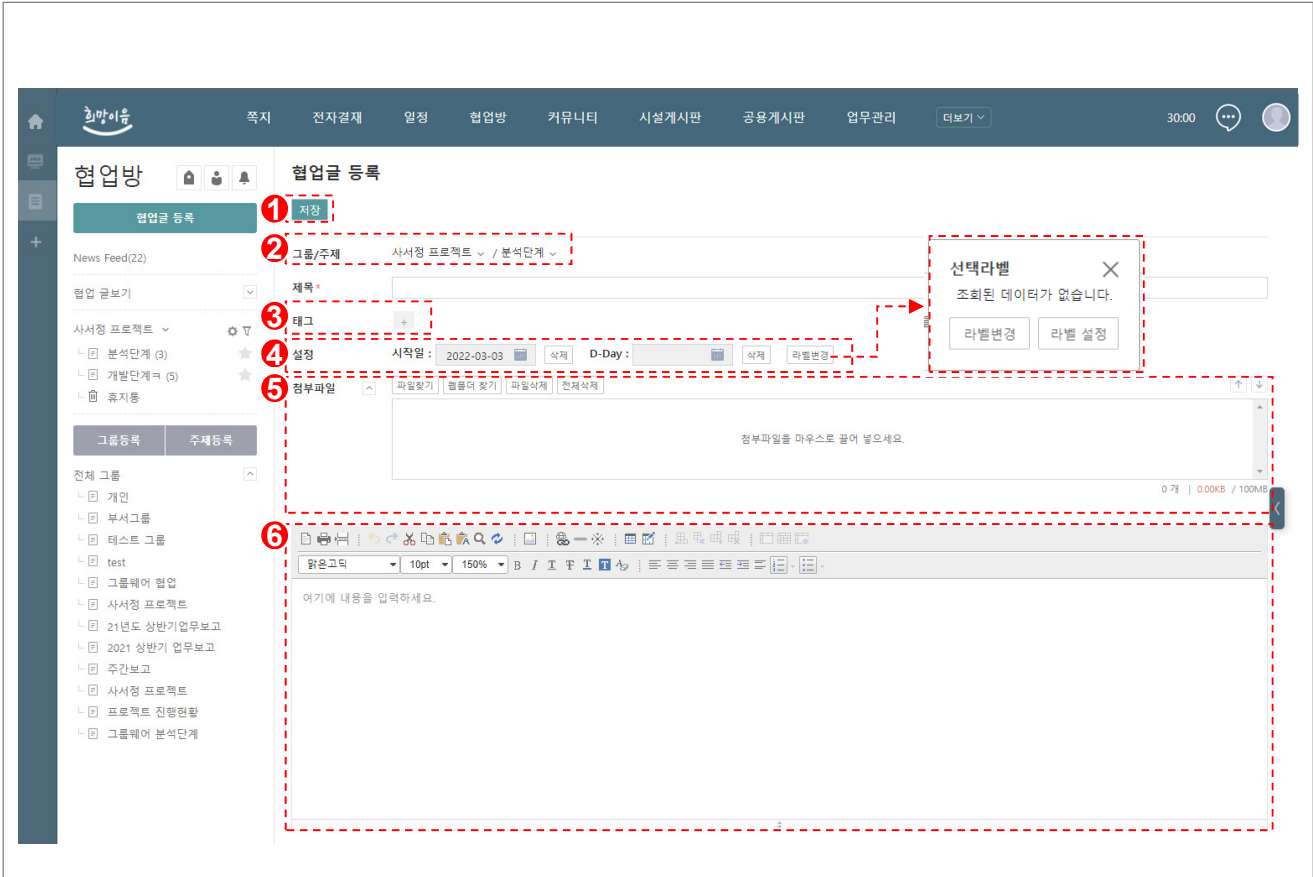 희망이음
쪽지 전자결재 일정 협업방 커뮤니티 시설게시판 공용게시판 업무관리 더보기 30:00
협업방
협업글 등록
News Feed(22)
협업 글보기
사서정 프로젝트
분석단계 (3)
개발단계ㅋ (5)
휴지통
그룹등록 주제등록
전체 그룹
개인
부서그룹
테스트 그룹
test
그룹웨어 협업
사서정 프로젝트
21년도 상반기업무보고
2021 상반기 업무보고
주간보고
사서정 프로젝트
프로젝트 진행현황
그룹웨어 분석단계
협업글 등록
1 저장
2 그룹/주제 사서정 프로젝트 / 분석단계
제목 *
3 태그 +
4 설정 시작일 : 2022-03-03 삭제 D-Day : 삭제 라벨변경
선택라벨
조회된 데이터가 없습니다.
라벨변경 라벨 설정
5 첨부파일 파일찾기 웹폴더 찾기 파일삭제 전체삭제
첨부파일을 마우스로 끌어 넣으세요.
0 개 | 0.00KB / 100MB
6
맑은고딕 10pt 150% B I T T T T
여기에 내용을 입력하세요.